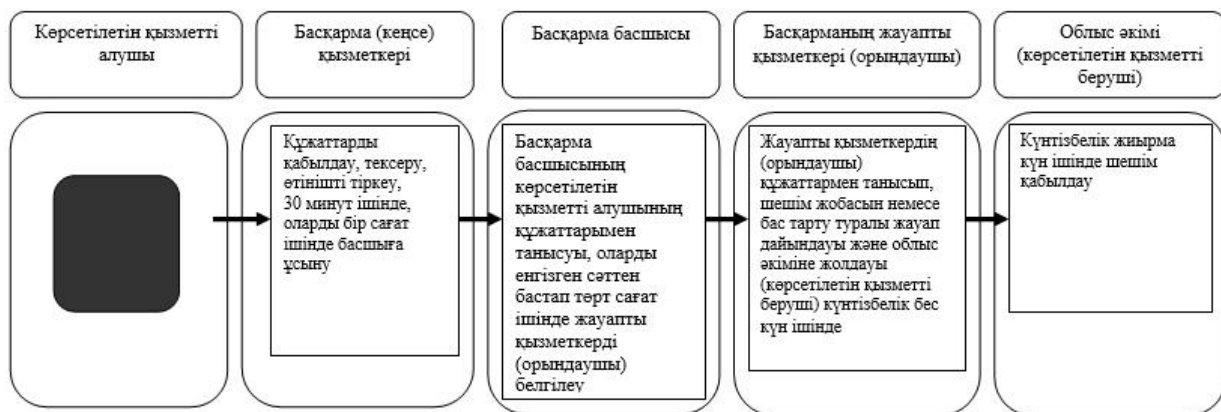 Көрсетілетін қызметті
алушы
Басқарма (кеңсе)
қызметкері
Басқарма басшысы
Басқарманың жауапты
қызметкері (орындаушы)
Облыс әкімі
(көрсетілетін қызметті
беруші)
Құжаттарды
қабылдау, тексеру,
өтінішті тіркеу,
30 минут ішінде,
оларды бір сағат
ішінде басшыға
ұсыну
Басқарма
басшысының
көрсетілетін
қызметті алушының
құжаттарымен
танысуы, оларды
енгізген сәттен
бастап төрт сағат
ішінде жауапты
қызметкерді
(орындаушы)
белгілеу
Жауапты қызметкердің
(орындаушы)
құжаттармен танысып,
шешім жобасын немесе
бас тарту туралы жауап
дайындауы және облыс
әкіміне жолдауы
(көрсетілетін қызметті
беруші) күнтізбелік бес
күн ішінде
Күнтізбелік жиырма
күн ішінде шешім
қабылдау